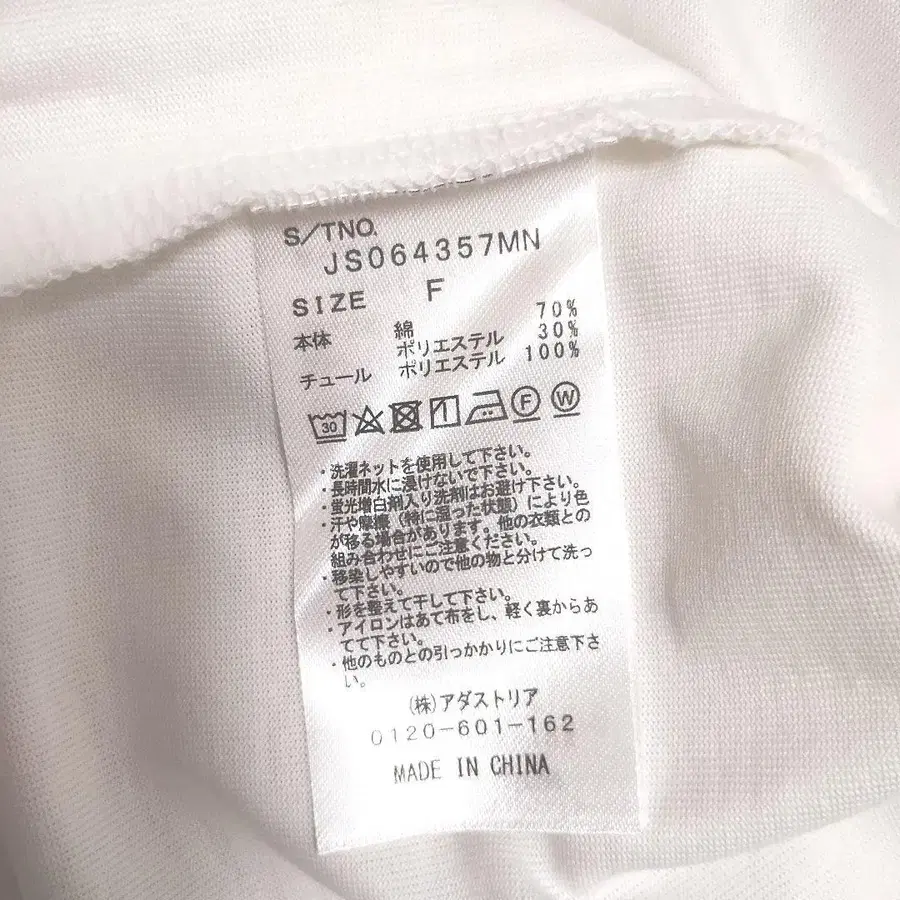 S/TNO.
JS064357MN
SIZE F
本体 綿 70%
ポリエステル 30%
チュール ポリエステル 100%
30 F W
・洗濯ネットを使用して下さい。
・長時間水に浸けないで下さい。
・蛍光増白剤入り洗剤はお避け下さい。
・汗や摩擦（特に湿った状態）により色
が移る場合があります。他の衣類との
組み合わせにご注意ください。
・移染しやすいので他の物と分けて洗っ
て下さい。
・形を整えて干して下さい。
・アイロンはあて布をし、軽く裏からあ
てて下さい。
・他のものとの引っかかりにご注意下さ
い。
(株)アダストリア
0120-601-162
MADE IN CHINA